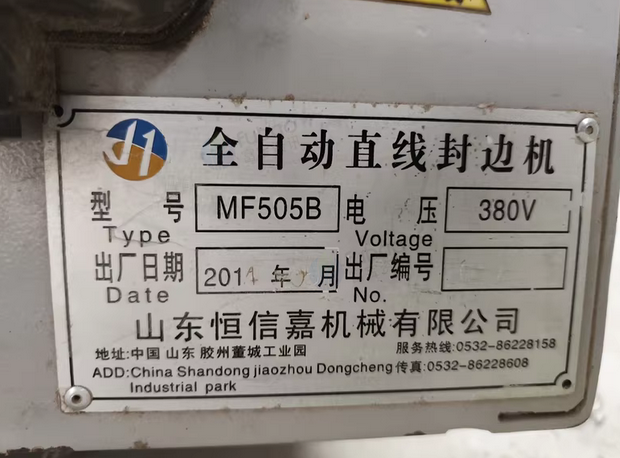 J1 全自动直线封边机
型号 MF505B 电压 380V
Type Voltage
出厂日期 201 年 月 出厂编号
Date No.
山东恒信嘉机械有限公司
地址:中国 山东 胶州董城工业园 服务热线:0532-86228158
ADD:China Shandong jiaozhou Dongcheng 传真:0532-86228608
Industrial park